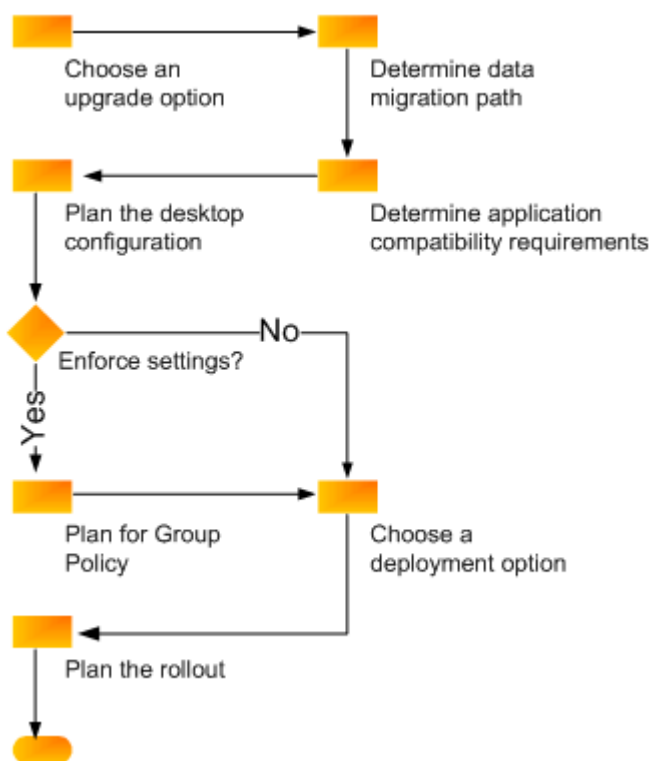 Choose an
upgrade option
Determine data
migration path
Plan the desktop
configuration
Determine application
compatibility requirements
No
Enforce settings?
Yes
Plan for Group
Policy
Choose a
deployment option
Plan the rollout